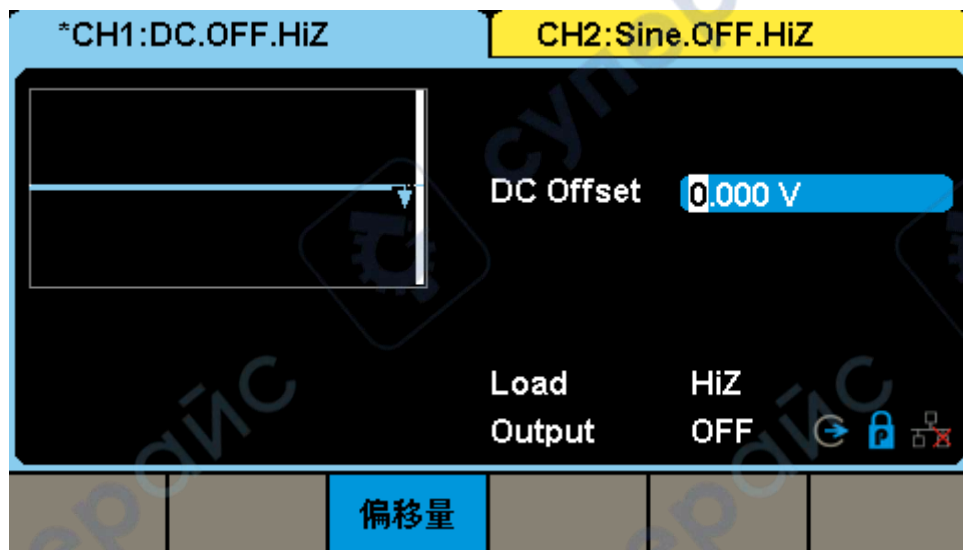 *CH1:DC.OFF.HiZ
CH2:Sine.OFF.HiZ
DC Offset 0.000 V
Load HiZ
Output OFF
偏移量